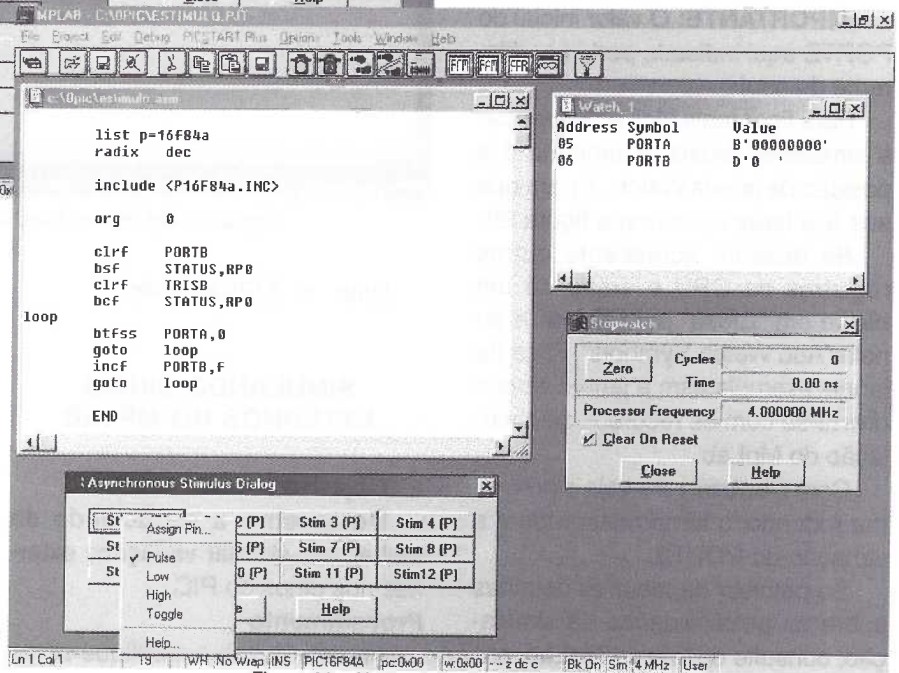 MPLAB - C:\0PIC\ESTIMULO.PJT
File Project Edit Debug PICSTART Plus Options Tools Window Help
c:\0pic\estimulo.asm
list p=16f84a
radix dec
include <P16F84a.INC>
org 0
clrf PORTB
bsf STATUS,RP0
clrf TRISB
bcf STATUS,RP0
loop
btfss PORTA,0
goto loop
incf PORTB,f
goto loop
END
Watch_1
Address Symbol Value
05 PORTA B'00000000'
06 PORTB D'0 '
Stopwatch
Zero Cycles 0
Time 0.00 ns
Processor Frequency 4.000000 MHz
Clear On Reset
Close Help
Asynchronous Stimulus Dialog
St 2 (P) Stim 3 (P) Stim 4 (P)
St 6 (P) Stim 7 (P) Stim 8 (P)
St 0 (P) Stim 11 (P) Stim12 (P)
Help
Assign Pin...
Pulse
Low
High
Toggle
Help...
Ln 1 Col 1 19 WR No Wrap INS PIC16F84A pc:0x00 w:0x00 -- z dc c Bk On Sim 4 MHz User